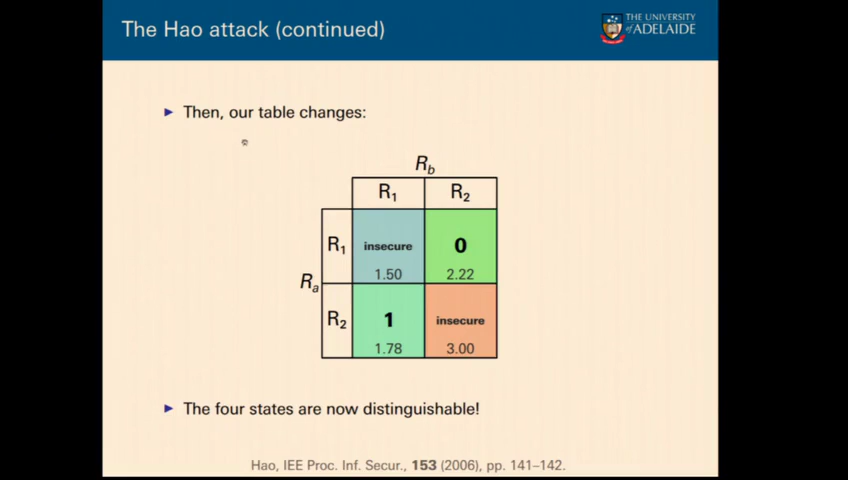 The Hao attack (continued)
THE UNIVERSITY
of ADELAIDE
Then, our table changes:
Rb
R1 R2
R1 insecure 0
1.50 2.22
Ra
R2 1 insecure
1.78 3.00
The four states are now distinguishable!
Hao, IEE Proc. Inf. Secur., 153 (2006), pp. 141–142.